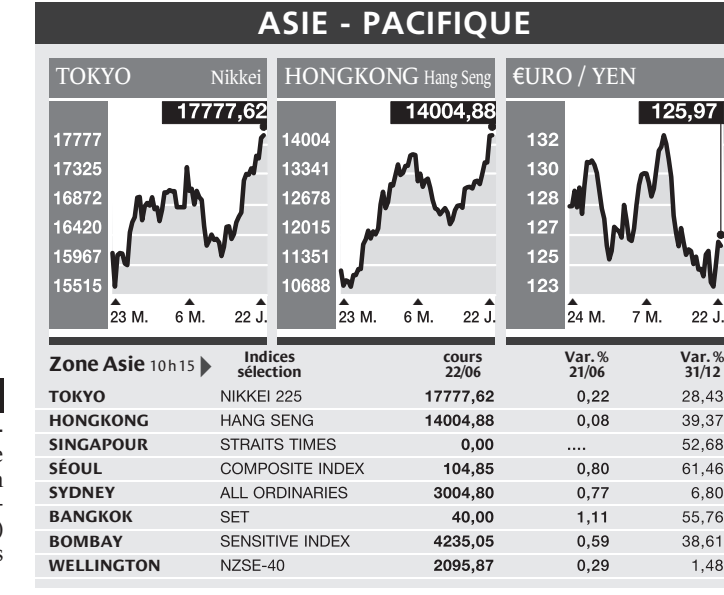 ASIE - PACIFIQUE
TOKYO Nikkei
17777,62
17777
17325
16872
16420
15967
15515
23 M. 6 M. 22 J.
HONGKONG Hang Seng
14004,88
14004
13341
12678
12015
11351
10688
23 M. 6 M. 22 J.
€URO / YEN
125,97
132
130
128
127
125
123
24 M. 7 M. 22 J.
Zone Asie 10h15 Indices sélection cours 22/06 Var. % 21/06 Var. % 31/12
TOKYO NIKKEI 225 17777,62 0,22 28,43
HONGKONG HANG SENG 14004,88 0,08 39,37
SINGAPOUR STRAITS TIMES 0,00 .... 52,68
SÉOUL COMPOSITE INDEX 104,85 0,80 61,46
SYDNEY ALL ORDINARIES 3004,80 0,77 6,80
BANGKOK SET 40,00 1,11 55,76
BOMBAY SENSITIVE INDEX 4235,05 0,59 38,61
WELLINGTON NZSE-40 2095,87 0,29 1,48